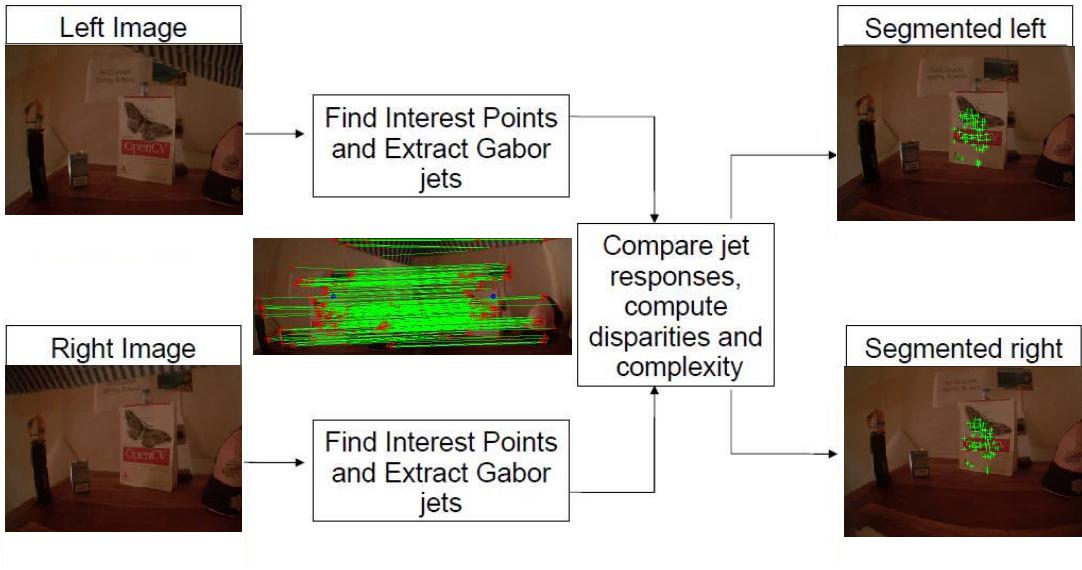 Left Image
Segmented left
Find Interest Points
and Extract Gabor
jets
OpenCV
Compare jet
responses,
compute
disparities and
complexity
Right Image
Segmented right
OpenCV
Find Interest Points
and Extract Gabor
jets